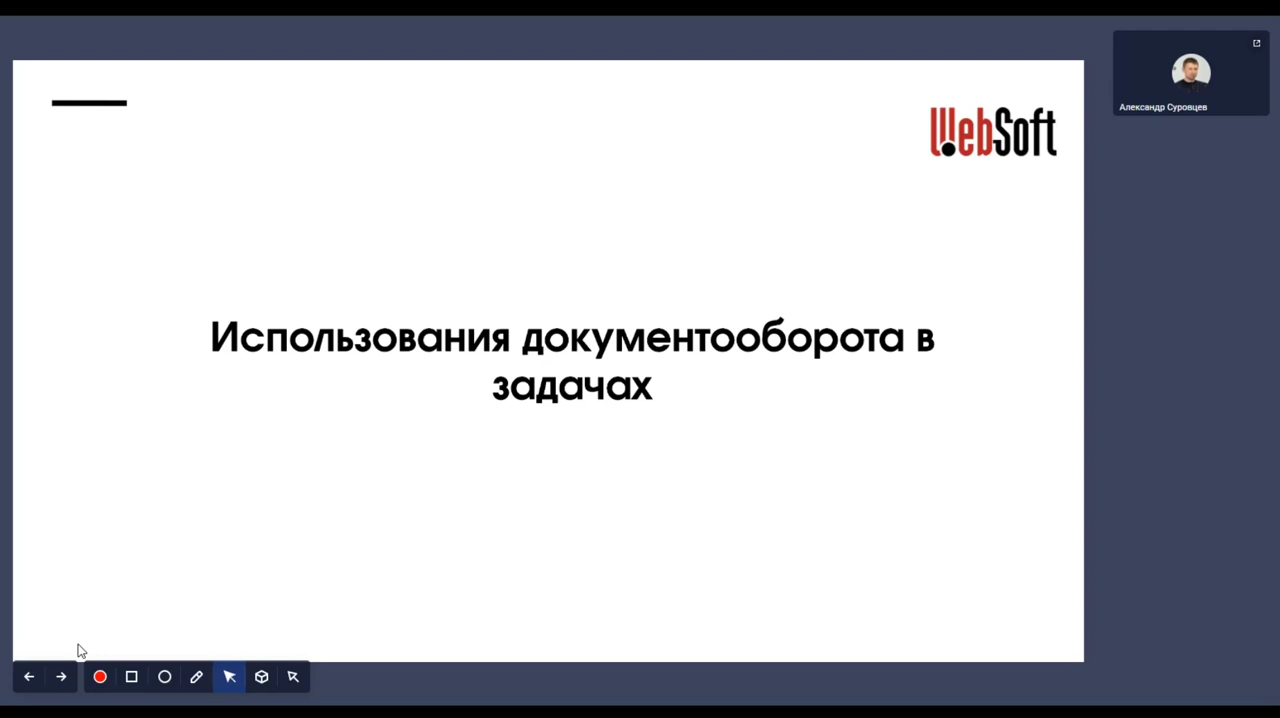 WebSoft
Александр Суровцев
Использования документооборота в
задачах